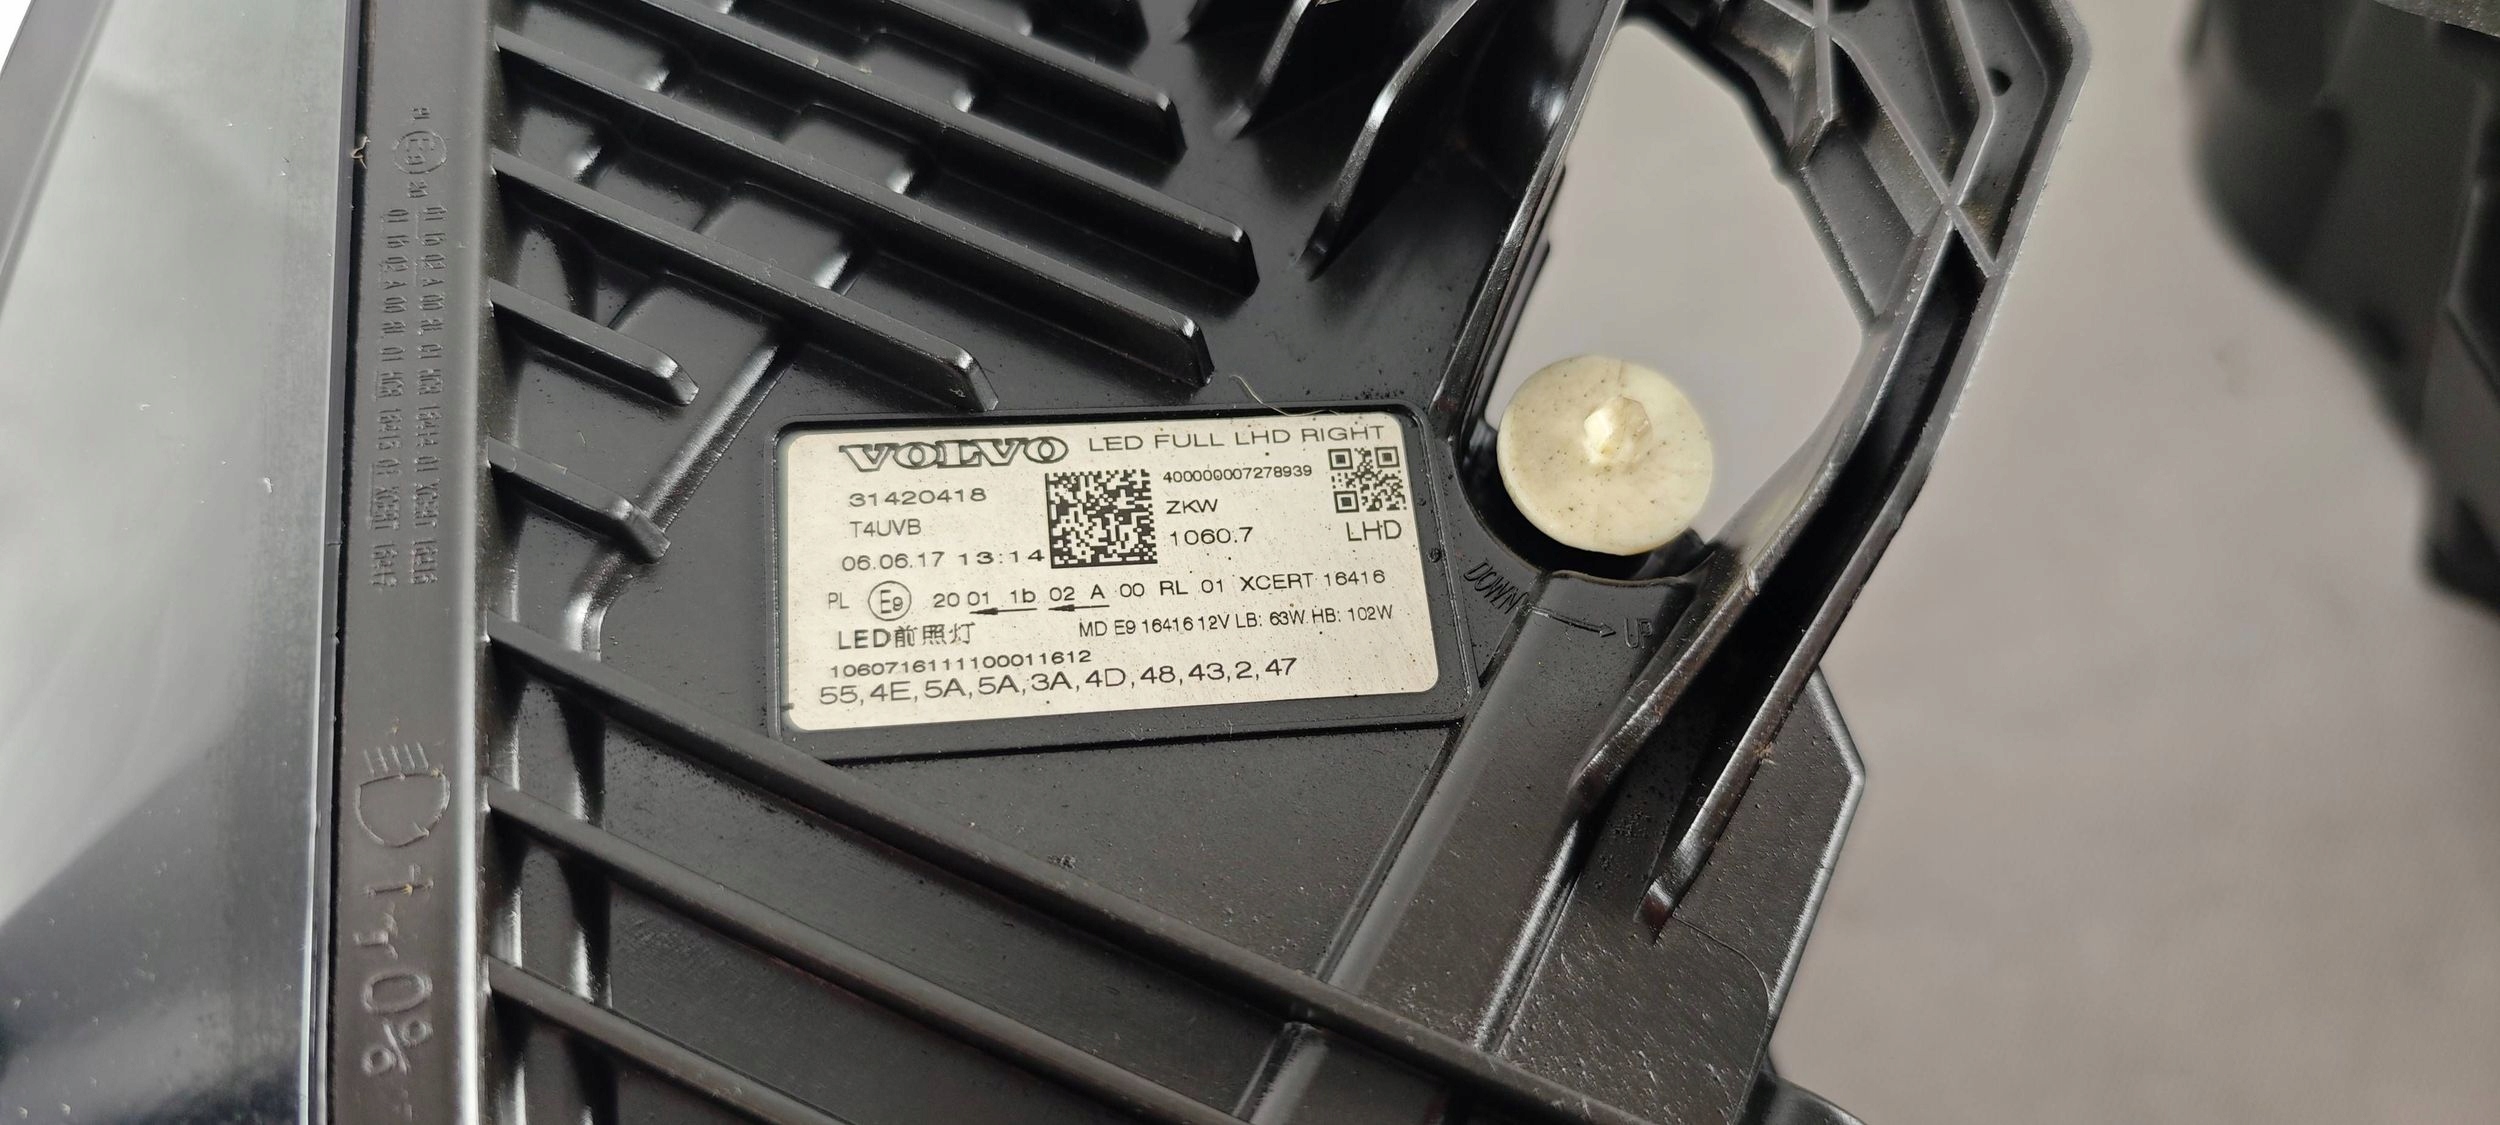 VOLVO LED FULL LHD RIGHT
31420418
400000007278939
T4UVB
ZKW
06.06.17 13:14
1060.7
LHD
PL E9 20 01 1b 02 A 00 RL 01 XCERT 16416
LED前照灯
MD E9 16416 12V LB: 63W HB: 102W
1060716111100011612
55,4E,5A,5A,3A,4D,48,43,2,47
DOWN
UP